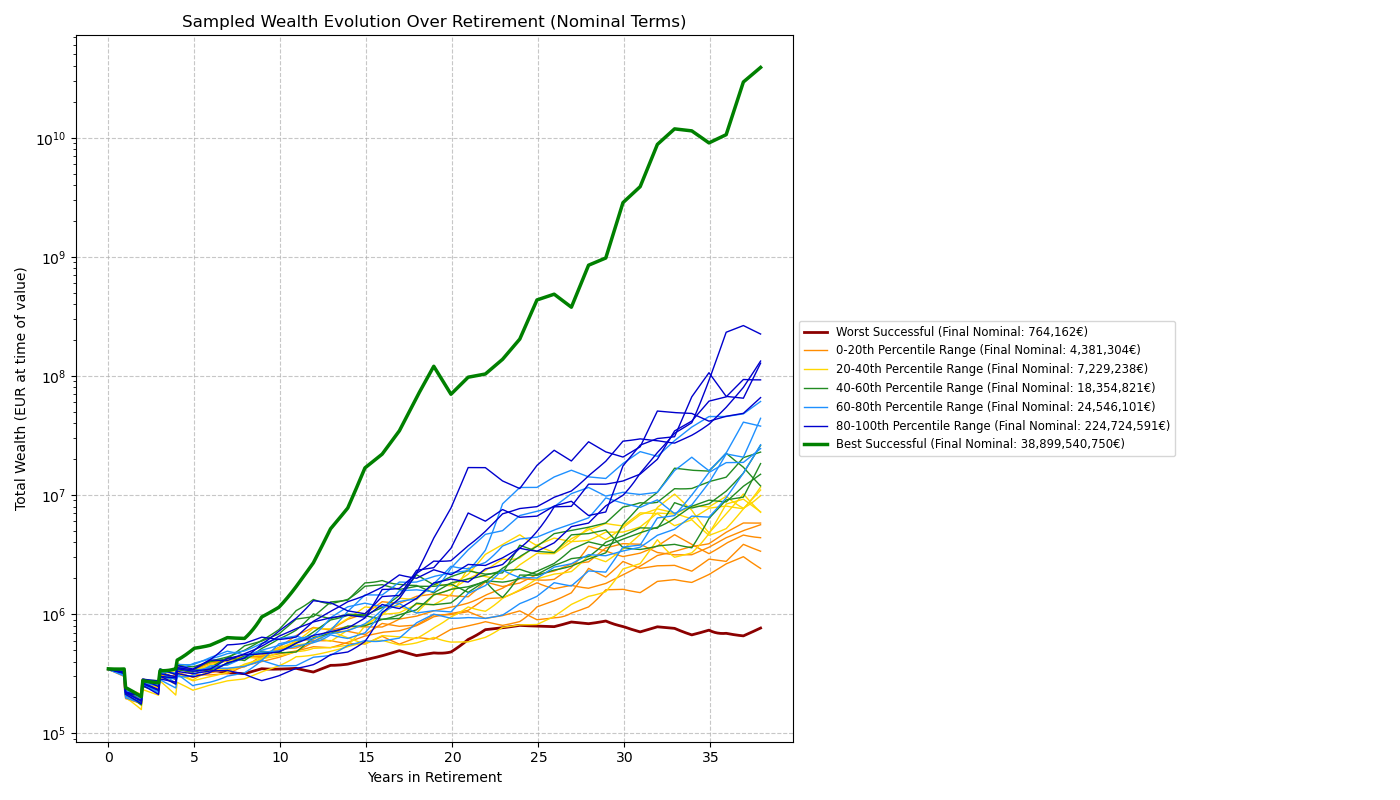 Sampled Wealth Evolution Over Retirement (Nominal Terms)
Total Wealth (EUR at time of value)
10^10
10^9
10^8
10^7
10^6
10^5
0 5 10 15 20 25 30 35
Years in Retirement
Worst Successful (Final Nominal: 764,162€)
0-20th Percentile Range (Final Nominal: 4,381,304€)
20-40th Percentile Range (Final Nominal: 7,229,238€)
40-60th Percentile Range (Final Nominal: 18,354,821€)
60-80th Percentile Range (Final Nominal: 24,546,101€)
80-100th Percentile Range (Final Nominal: 224,724,591€)
Best Successful (Final Nominal: 38,899,540,750€)